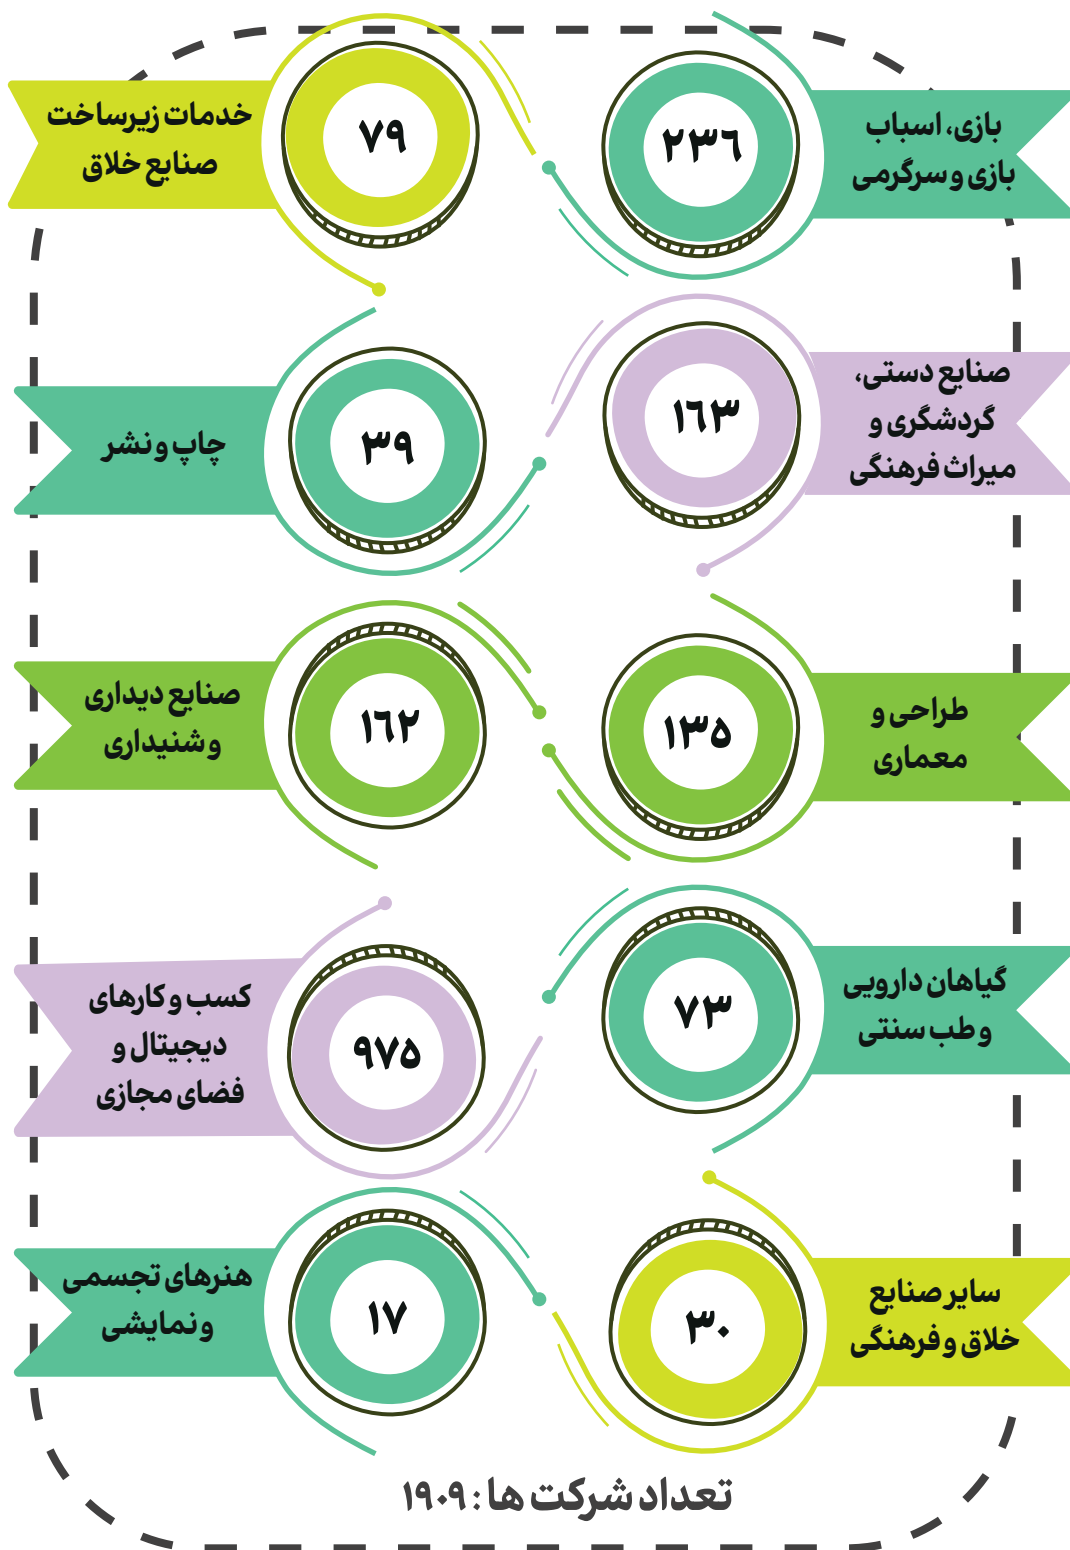 بازی، اسباب
بازی و سرگرمی
۲۳۶
خدمات زیرساخت
صنایع خلاق
۷۹
صنایع دستی،
گردشگری و
میراث فرهنگی
۱۶۳
چاپ و نشر
۳۹
طراحی و
معماری
۱۳۵
صنایع دیداری
و شنیداری
۱۶۲
گیاهان دارویی
و طب سنتی
۷۳
کسب و کارهای
دیجیتال و
فضای مجازی
۹۷۵
سایر صنایع
خلاق و فرهنگی
۳۰
هنرهای تجسمی
و نمایشی
۱۷
تعداد شرکت ها : ۱۹۰۹